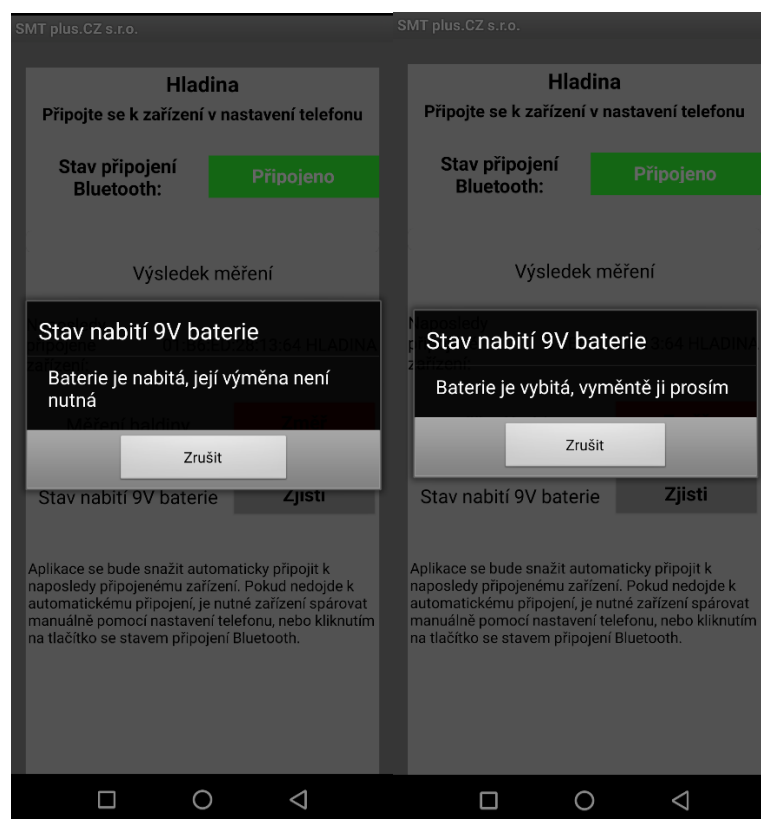 SMT plus.CZ s.r.o.
Hladina
Připojte se k zařízení v nastavení telefonu
Stav připojení
Bluetooth:
Připojeno
Výsledek měření
Stav nabití 9V baterie
Baterie je nabitá, její výměna není
nutná
Zrušit
Stav nabití 9V baterie
Zjisti
Aplikace se bude snažit automaticky připojit k
naposledy připojenému zařízení. Pokud nedojde k
automatickému připojení, je nutné zařízení spárovat
manuálně pomocí nastavení telefonu, nebo kliknutím
na tlačítko se stavem připojení Bluetooth.
SMT plus.CZ s.r.o.
Hladina
Připojte se k zařízení v nastavení telefonu
Stav připojení
Bluetooth:
Připojeno
Výsledek měření
Naposledy
3:64 HLADINA
Stav nabití 9V baterie
Baterie je vybitá, vyměntě ji prosím
Zrušit
Stav nabití 9V baterie
Zjisti
Aplikace se bude snažit automaticky připojit k
naposledy připojenému zařízení. Pokud nedojde k
automatickému připojení, je nutné zařízení spárovat
manuálně pomocí nastavení telefonu, nebo kliknutím
na tlačítko se stavem připojení Bluetooth.